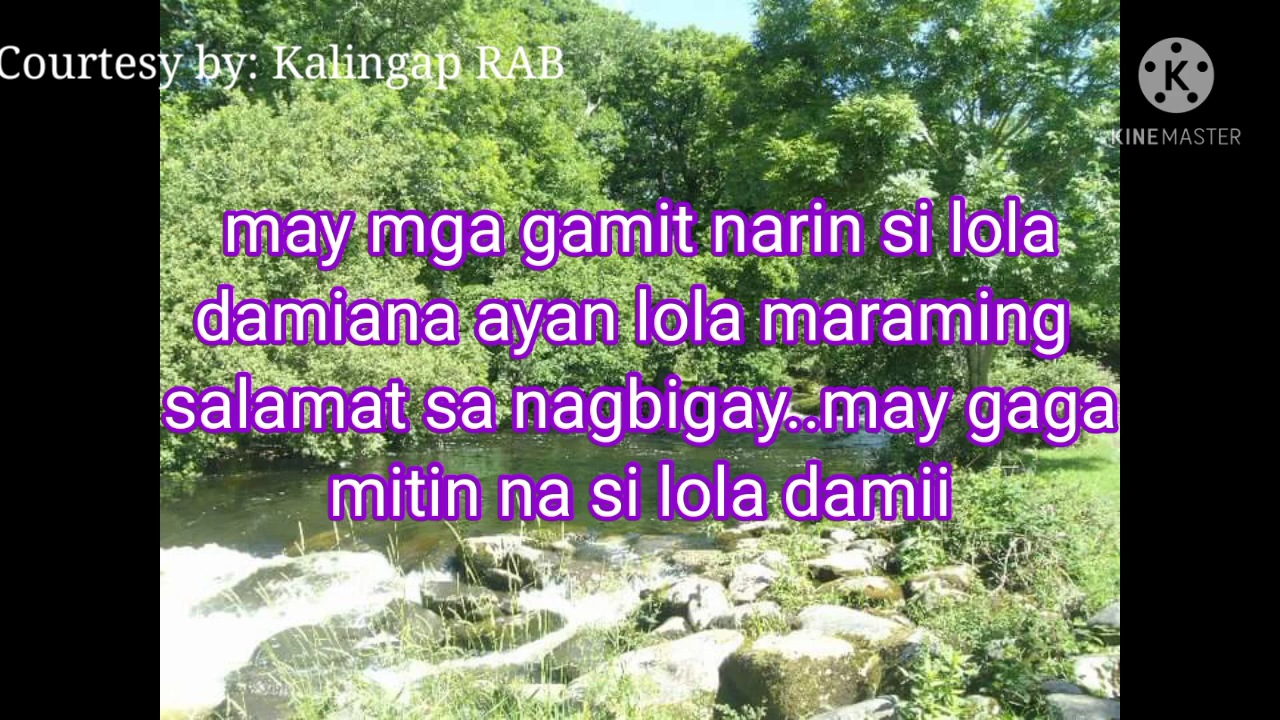 Courtesy by: Kalingap RAB
K
KINEMASTER
may mga gamit narin si lola
damiana ayan lola maraming
salamat sa nagbigay..may gaga
mitin na si lola damii